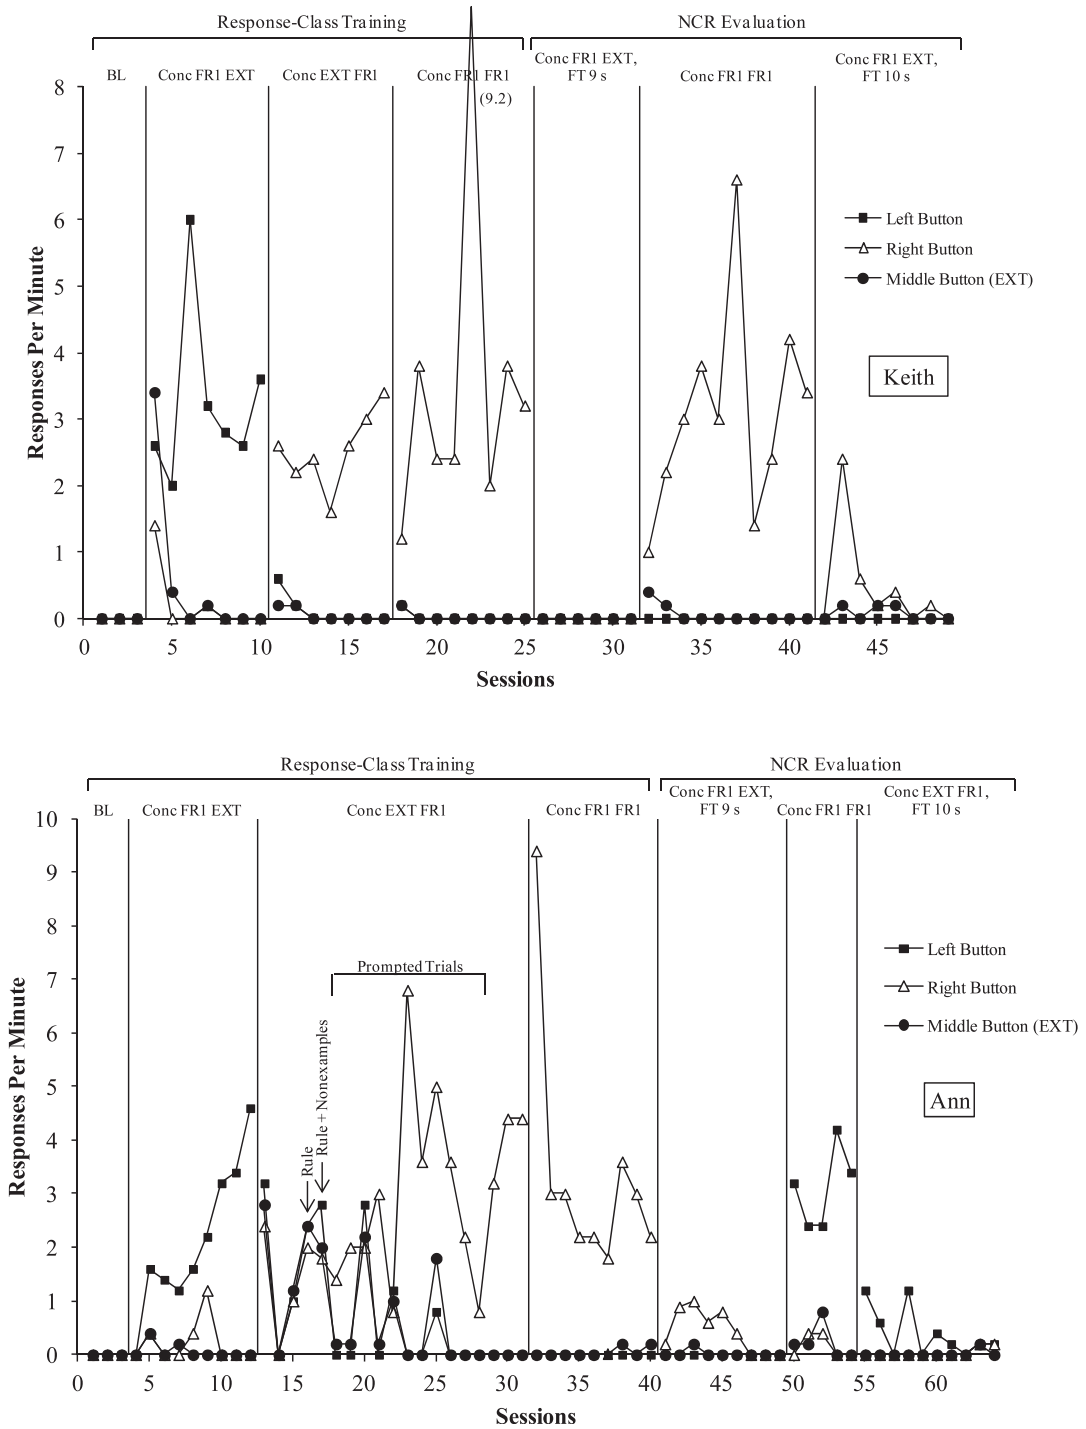 Response-Class Training
NCR Evaluation
BL
Conc FR1 EXT
Conc EXT FR1
Conc FR1 FR1
Conc FR1 EXT,
FT 9 s
Conc FR1 FR1
Conc FR1 EXT,
FT 10 s
(9.2)
8
7
6
5
4
3
2
1
0
Responses Per Minute
Left Button
Right Button
Middle Button (EXT)
Keith
0 5 10 15 20 25 30 35 40 45
Sessions
Response-Class Training
NCR Evaluation
BL
Conc FR1 EXT
Conc EXT FR1
Conc FR1 FR1
Conc FR1 EXT,
FT 9 s
Conc FR1 FR1
Conc EXT FR1,
FT 10 s
10
9
8
7
6
5
4
3
2
1
0
Responses Per Minute
Prompted Trials
Rule
Rule + Nonexamples
Left Button
Right Button
Middle Button (EXT)
Ann
0 5 10 15 20 25 30 35 40 45 50 55 60
Sessions